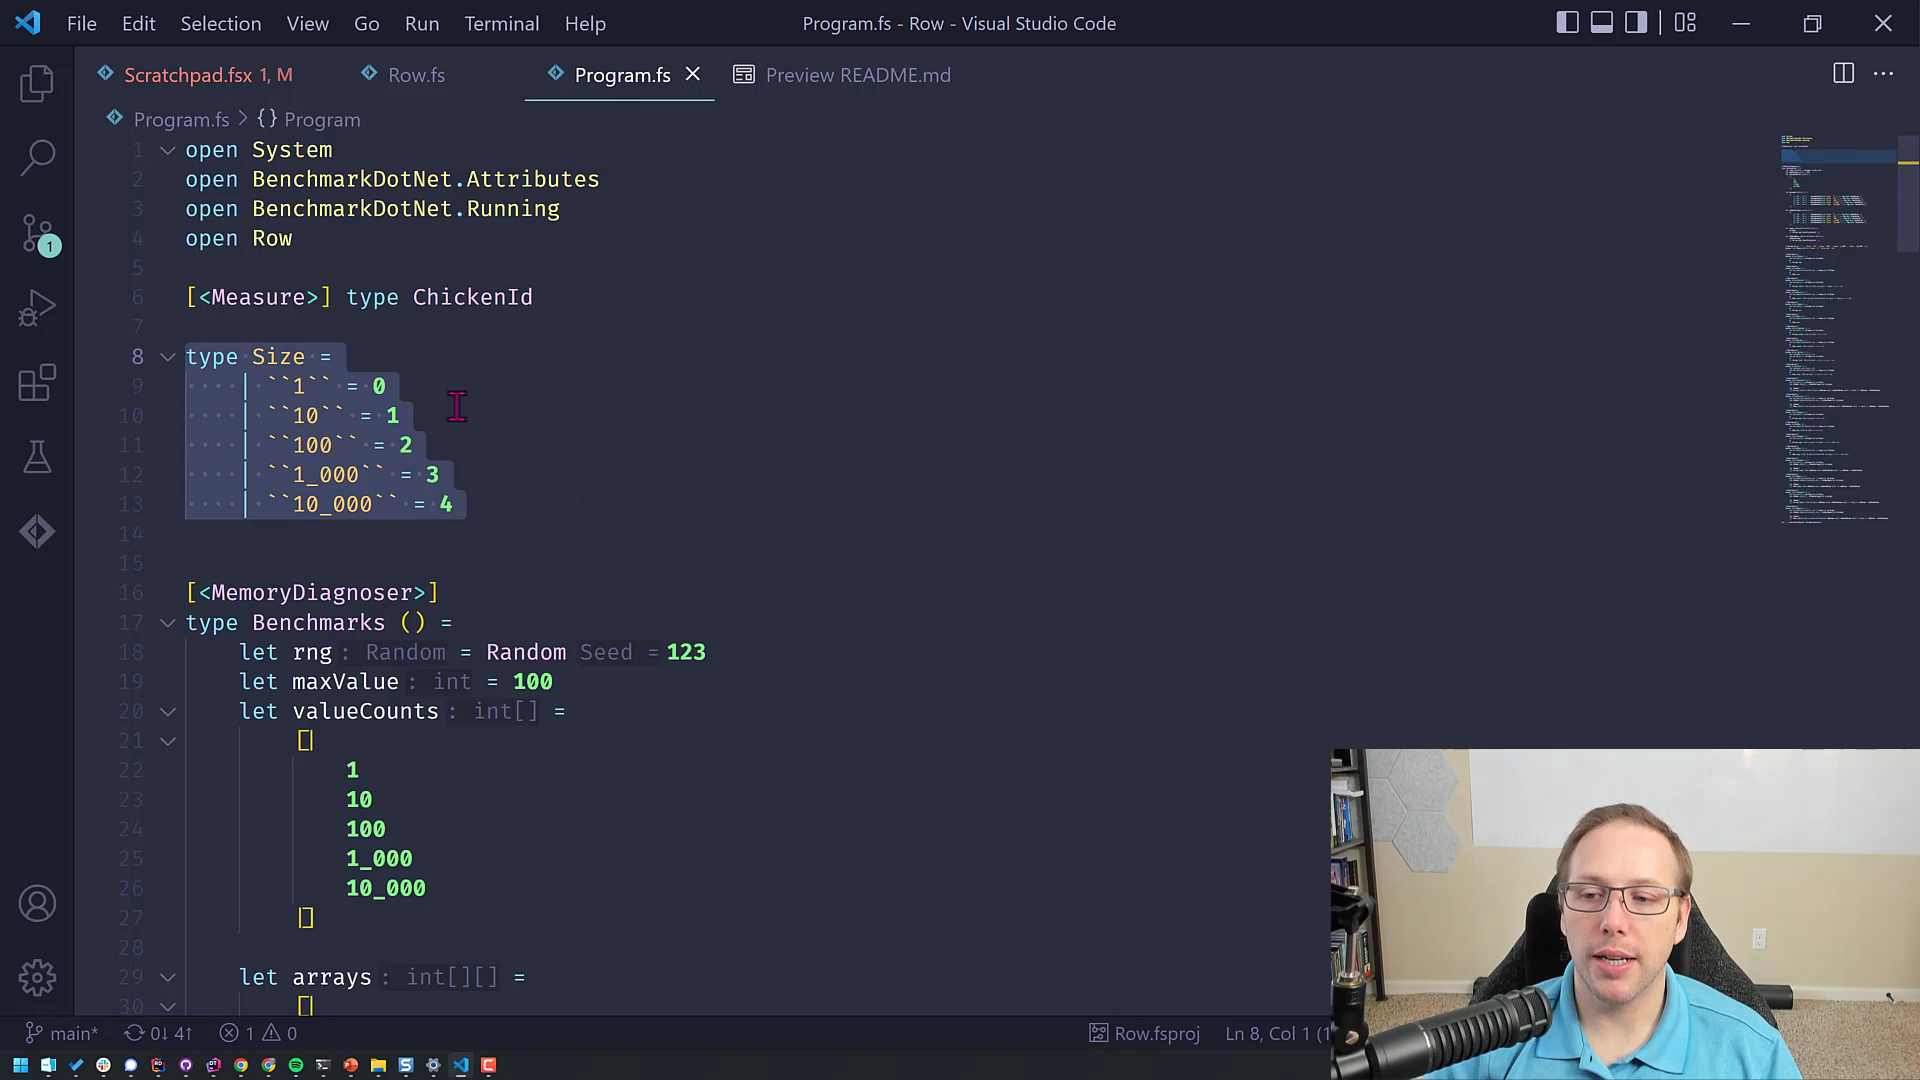 File Edit Selection View Go Run Terminal Help
Program.fs - Row - Visual Studio Code
Scratchpad.fsx 1, M
Row.fs
Program.fs
Preview README.md
Program.fs > {} Program
1 open System
2 open BenchmarkDotNet.Attributes
3 open BenchmarkDotNet.Running
4 open Row
5
6 [<Measure>] type ChickenId
7
8 type Size =
9 | ``1`` = 0
10 | ``10`` = 1
11 | ``100`` = 2
12 | ``1_000`` = 3
13 | ``10_000`` = 4
14
15
16 [<MemoryDiagnoser>]
17 type Benchmarks () =
18 let rng : Random = Random Seed = 123
19 let maxValue : int = 100
20 let valueCounts : int[] =
21 [|
22 1
23 10
24 100
25 1_000
26 10_000
27 |]
28
29 let arrays : int[][] =
30 [|
1
main* 0↓ 4↑ 1 0
Row.fsproj
Ln 8, Col 1 (1